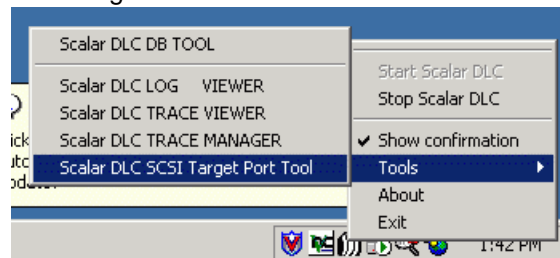 Scalar DLC DB TOOL
Scalar DLC LOG VIEWER
Scalar DLC TRACE VIEWER
Scalar DLC TRACE MANAGER
Scalar DLC SCSI Target Port Tool
Start Scalar DLC
Stop Scalar DLC
Show confirmation
Tools
About
Exit
1:42 PM